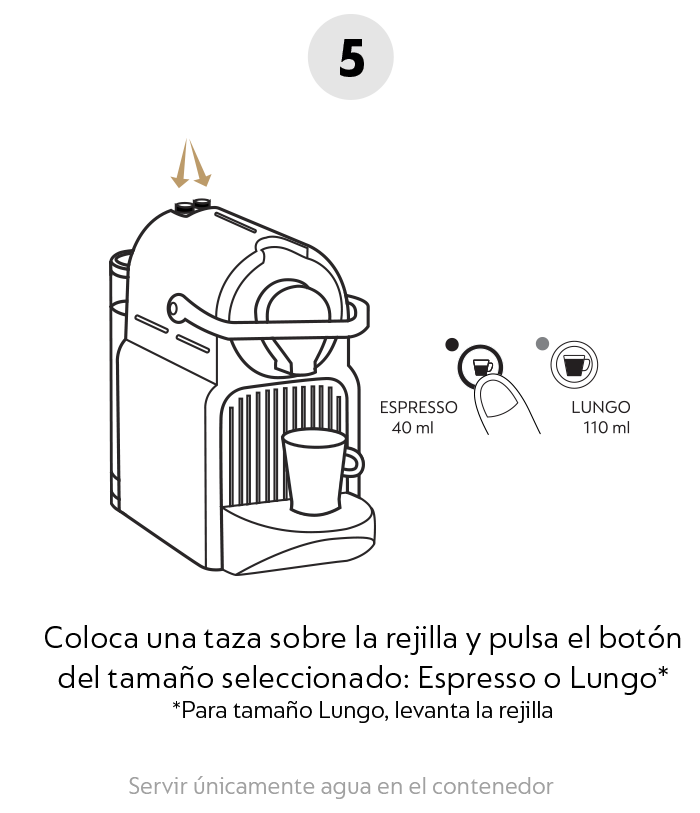 5
ESPRESSO
40 ml
LUNGO
110 ml
Coloca una taza sobre la rejilla y pulsa el botón
del tamaño seleccionado: Espresso o Lungo*
*Para tamaño Lungo, levanta la rejilla
Servir únicamente agua en el contenedor